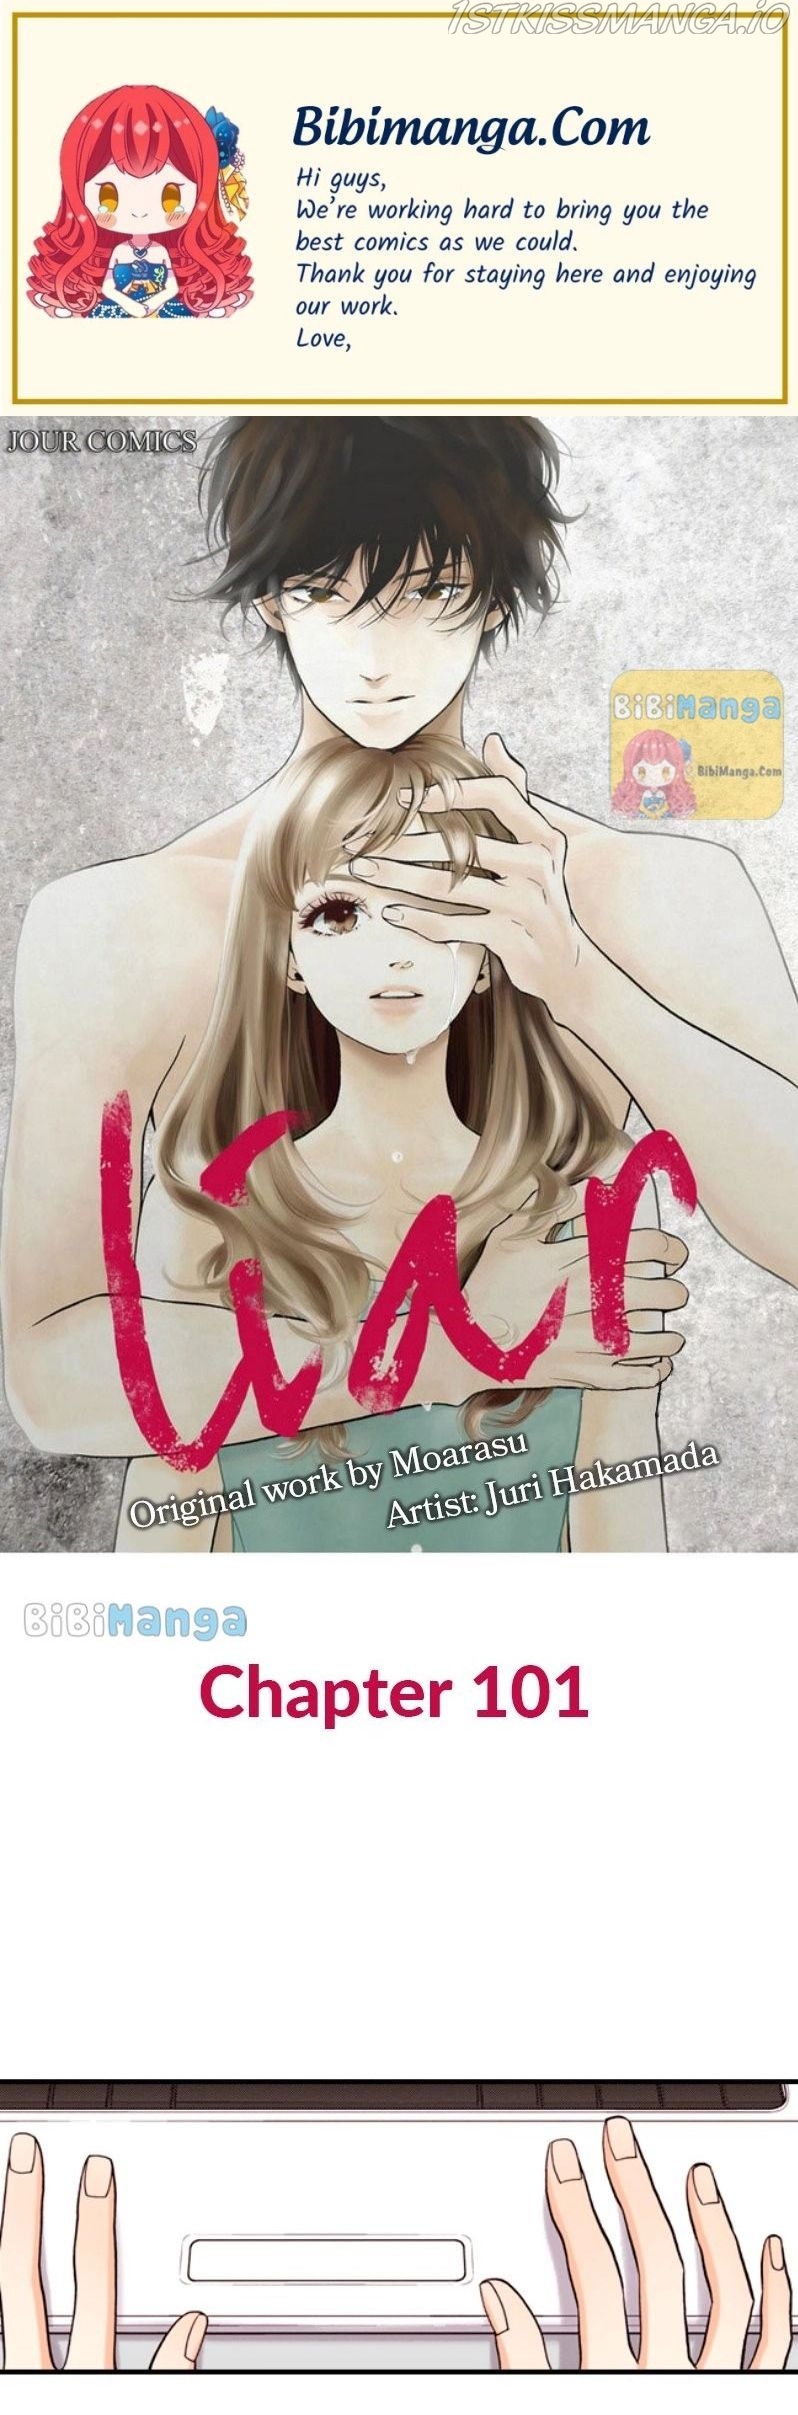 1STKISSMANGA.iO
Bibimanga.Com
Hi guys,
We're working hard to bring you the
best comics as we could.
Thank you for staying here and enjoying
our work.
Love,
JOUR COMICS
BiBiManga
BibiManga.Com
liar
Original work by Moarasu
Artist: Juri Hakamada
BiBiManga
Chapter 101